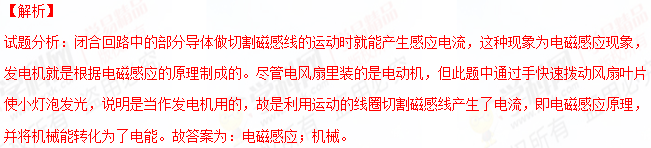 【解析】
试题分析：闭合回路中的部分导体做切割磁感线的运动时就能产生感应电流，这种现象为电磁感应现象，
发电机就是根据电磁感应的原理制成的。尽管电风扇里装的是电动机，但此题中通过手快速拨动风扇叶片
使小灯泡发光，说明是当作发电机用的，故是利用运动的线圈切割磁感线产生了电流，即电磁感应原理，
并将机械能转化为了电能。故答案为：电磁感应；机械。